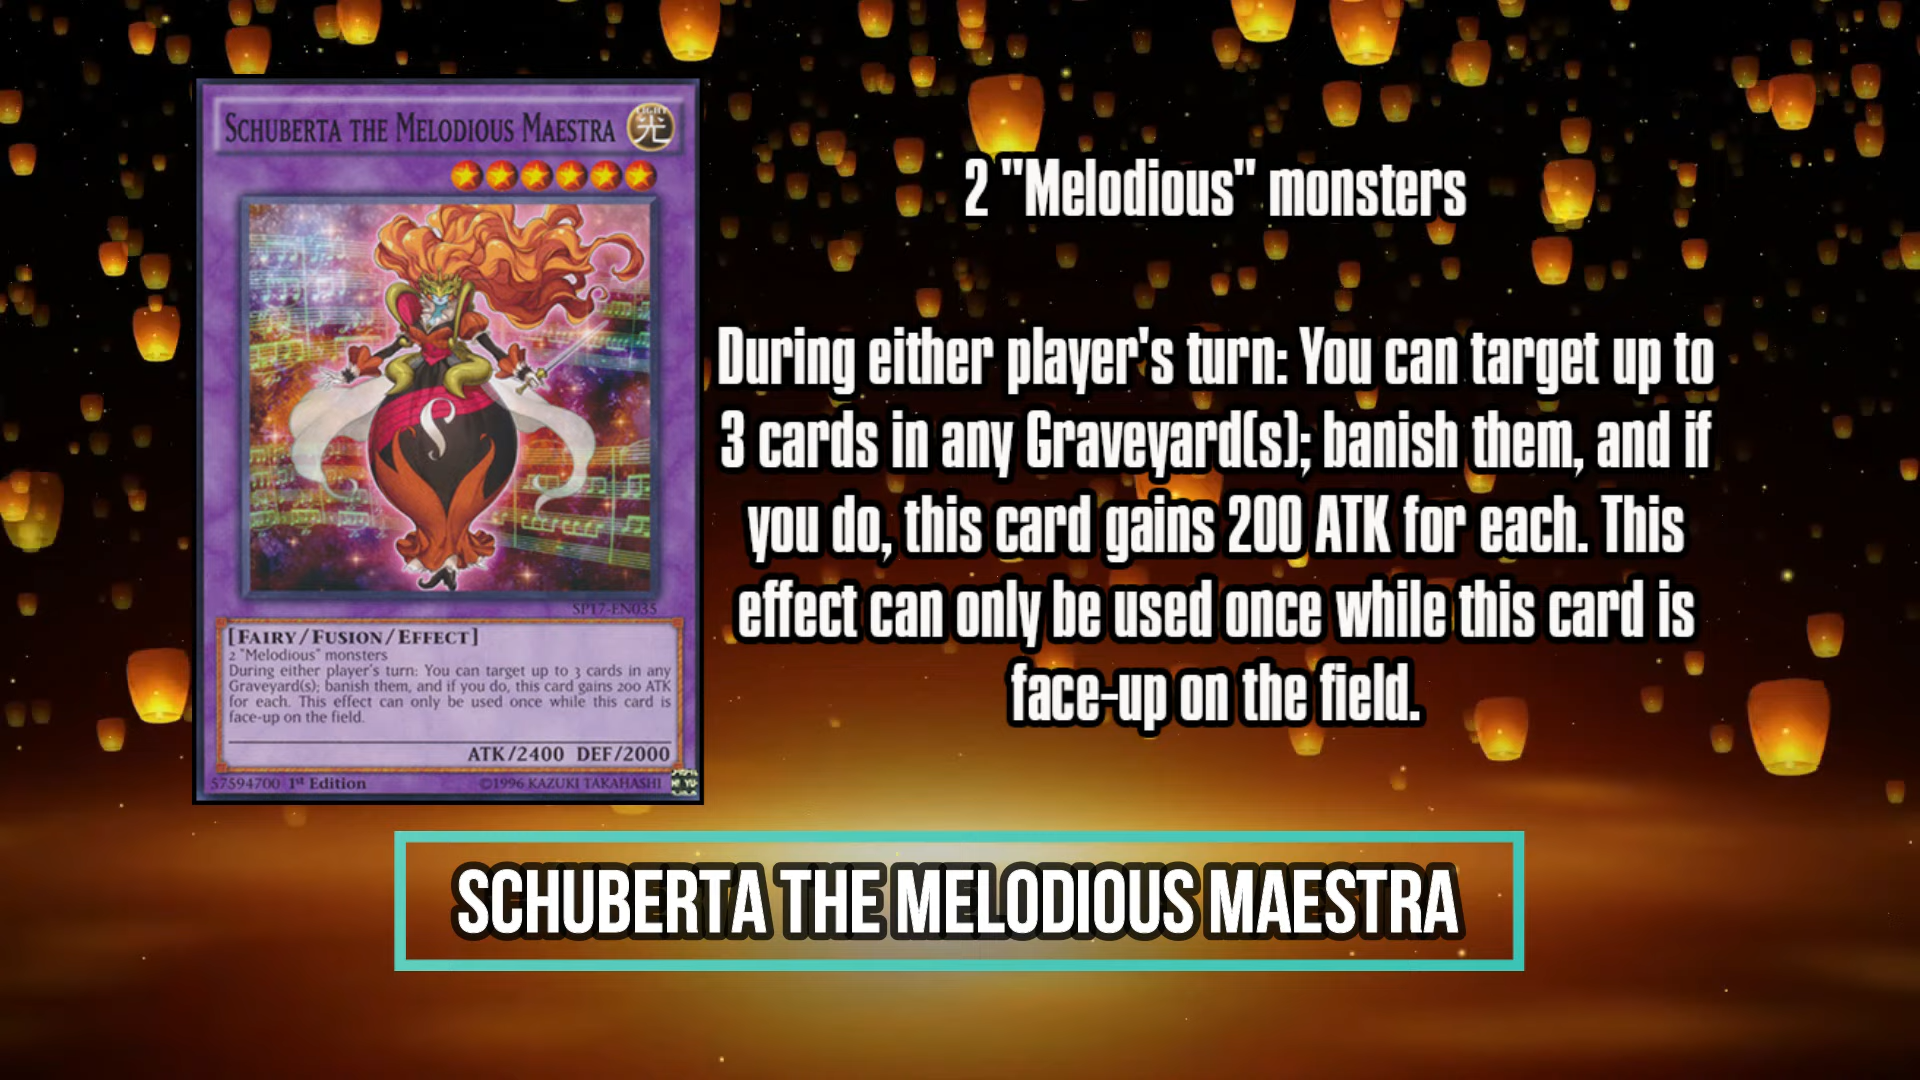 SCHUBERTA THE MELODIOUS MAESTRA
LIGHT
光
SP17-EN035
[FAIRY/FUSION/EFFECT]
2 "Melodious" monsters
During either player's turn: You can target up to 3 cards in any
Graveyard(s); banish them, and if you do, this card gains 200 ATK
for each. This effect can only be used once while this card is
face-up on the field.
ATK/2400 DEF/2000
57594700 1st Edition
©1996 KAZUKI TAKAHASHI
2 "Melodious" monsters
During either player's turn: You can target up to
3 cards in any Graveyard(s); banish them, and if
you do, this card gains 200 ATK for each. This
effect can only be used once while this card is
face-up on the field.
SCHUBERTA THE MELODIOUS MAESTRA